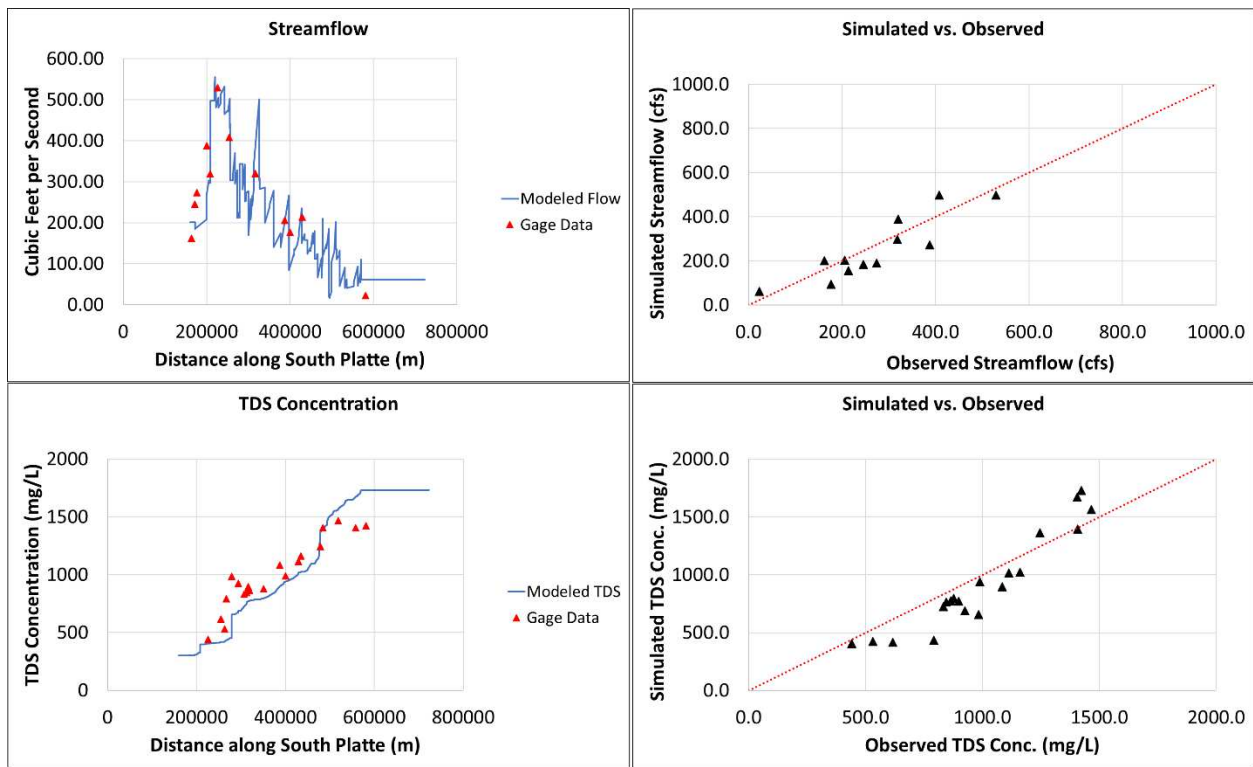 Streamflow
Cubic Feet per Second
600.00
500.00
400.00
300.00
200.00
100.00
0.00
0 200000 400000 600000 800000
Distance along South Platte (m)
Modeled Flow
Gage Data
Simulated vs. Observed
Simulated Streamflow (cfs)
1000.0
800.0
600.0
400.0
200.0
0.0
0.0 200.0 400.0 600.0 800.0 1000.0
Observed Streamflow (cfs)
TDS Concentration
TDS Concentration (mg/L)
2000
1500
1000
500
0
0 200000 400000 600000 800000
Distance along South Platte (m)
Modeled TDS
Gage Data
Simulated vs. Observed
Simulated TDS Conc. (mg/L)
2000.0
1500.0
1000.0
500.0
0.0
0.0 500.0 1000.0 1500.0 2000.0
Observed TDS Conc. (mg/L)